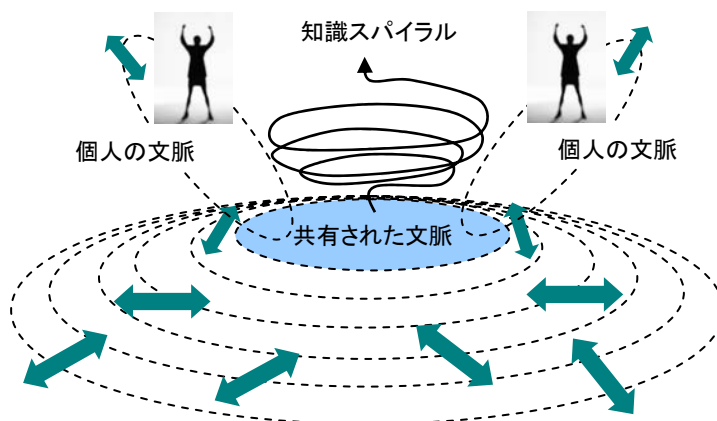 知識スパイラル
個人の文脈
個人の文脈
共有された文脈